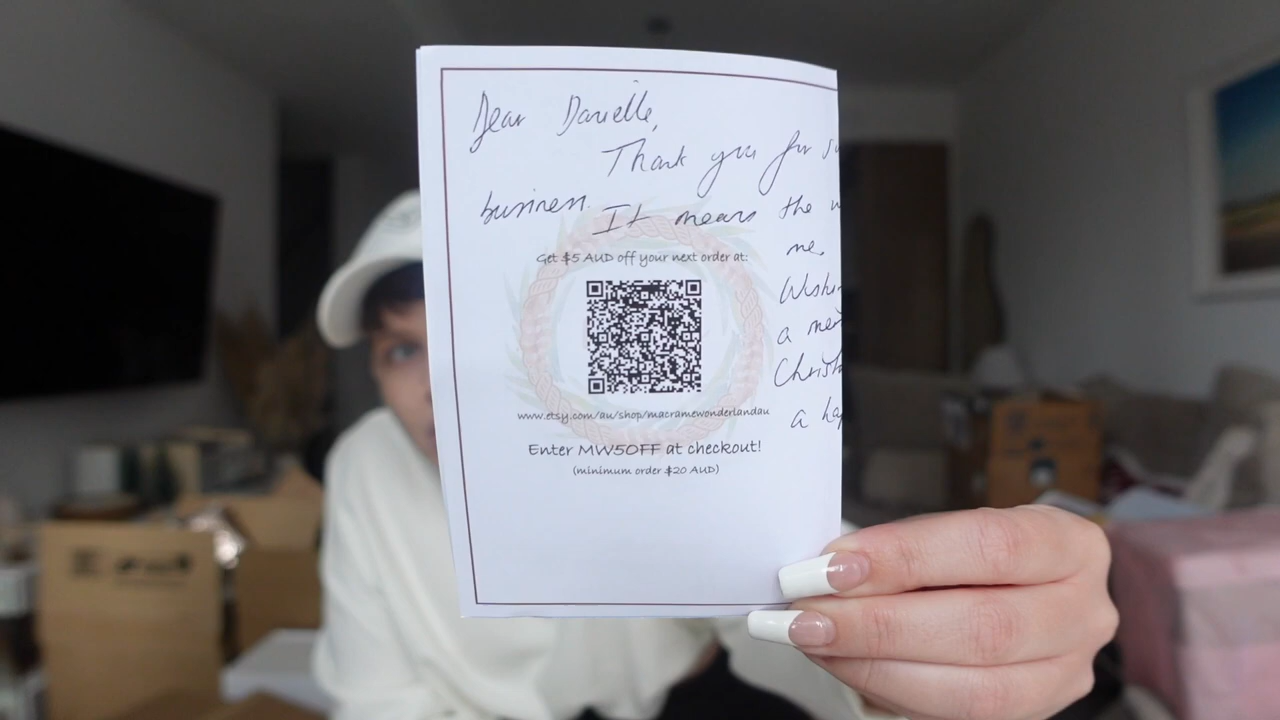 Dear Danielle,
Thank you for
business. It means the
me.
Get $5 AUD off your next order at:
a
www.etsy.com/au/shop/macramewonderlandau
a
Enter MW5OFF at checkout!
(minimum order $20 AUD)